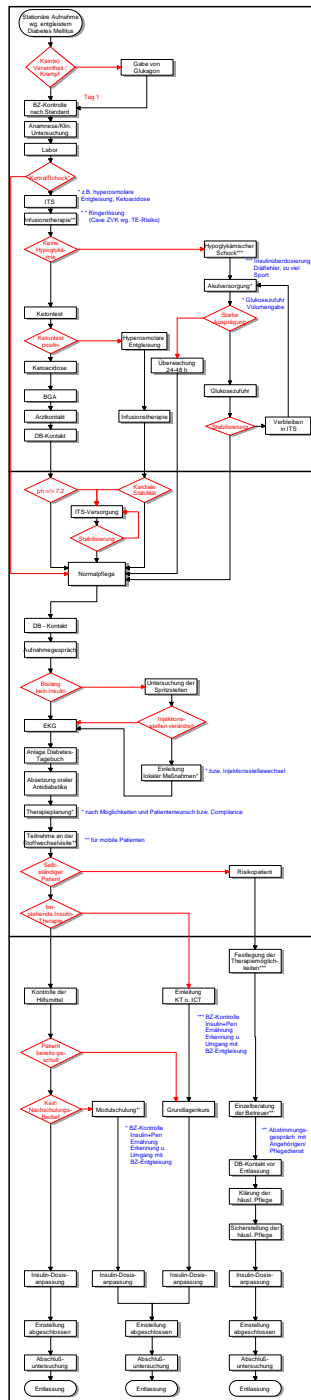 Stationäre Aufnahme
wg. entgleistem
Diabetes Mellitus
Kein(e)
Verwirrtheit /
Krampf
Gabe von
Glukagon
Tag 1
BZ-Kontrolle
nach Standard
Anamnese/Klin.
Untersuchung
Labor
Koma/Schock*
* z.B. hyperosmolare
Entgleisung, Ketoacidose
ITS
Infusionstherapie**
** Ringerlösung
(Cave ZVK wg. TE-Risiko)
Keine
Hypoglykä-
mie
Hypoglykämischer
Schock***
*** Insulinüberdosierung,
Diätfehler, zu viel
Sport
Akutversorgung*
* Glukosezufuhr
Volumengabe
Ketontest
Starke
Ausprägung
Ketontest
positiv
Hyperosmolare
Entgleisung
Überwachung
24-48 h
Ketoacidose
Glukosezufuhr
BGA
Arztkontakt
Infusionstherapie
Stabilisierung
Verbleiben
in ITS
DB-Kontakt
ph =/> 7,2
Kardiale
Stabilität
ITS-Versorgung
Stabilisierung
Normalpflege
DB - Kontakt
Aufnahmegespräch
Bislang
kein Insulin
Untersuchung der
Spritzstellen
EKG
Injektions-
stellen verändert
Anlage Diabetes-
Tagebuch
Einleitung
lokaler Maßnahmen*
* bzw. Injektionsstellewechsel
Absetzung oraler
Antidiabetika
Therapieplanung*
* nach Möglichkeiten und Patientenwunsch bzw. Compliance
Teilnahme an der
Stoffwechselvisite**
** für mobile Patienten
Selb-
ständiger
Patient
Risikopatient
be-
stehende Insulin-
Therapie
Festlegung der
Therapiemöglich-
keiten***
Kontrolle der
Hilfsmittel
Einleitung
KT o. ICT
*** BZ-Kontrolle
Insulin+Pen
Ernährung
Erkennung u.
Umgang mit
BZ-Entgleisung
Patient
bereits ge-
schult
Kein
Nachschulungs-
Bedarf
Modulschulung*
Grundlagenkurs
Einzelberatung
der Betreuer**
* BZ-Kontrolle
Insulin+Pen
Ernährung
Erkennung u.
Umgang mit
BZ-Entgleisung
** Abstimmungs-
gespräch mit
Angehörigen/
Pflegedienst
DB-Kontakt vor
Entlassung
Klärung der
häusl. Pflege
Sicherstellung der
häusl. Pflege
Insulin-Dosis-
anpassung
Insulin-Dosis-
anpassung
Insulin-Dosis-
anpassung
Insulin-Dosis-
anpassung
Einstellung
abgeschlossen
Einstellung
abgeschlossen
Einstellung
abgeschlossen
Abschluß-
untersuchung
Abschluß-
untersuchung
Abschluß-
untersuchung
Entlassung
Entlassung
Entlassung